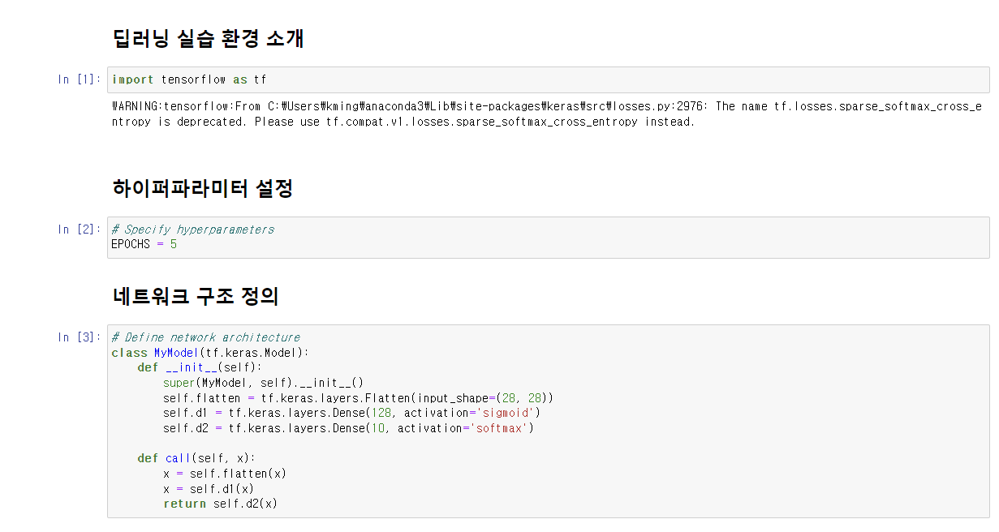 딥러닝 실습 환경 소개
In [1]: import tensorflow as tf
WARNING:tensorflow:From C:₩Users₩kming₩anaconda3₩Lib₩site-packages₩keras₩src₩losses.py:2976: The name tf.losses.sparse_softmax_cross_e
ntropy is deprecated. Please use tf.compat.v1.losses.sparse_softmax_cross_entropy instead.
하이퍼파라미터 설정
In [2]: # Specify hyperparameters
EPOCHS = 5
네트워크 구조 정의
In [3]: # Define network architecture
class MyModel(tf.keras.Model):
    def __init__(self):
        super(MyModel, self).__init__()
        self.flatten = tf.keras.layers.Flatten(input_shape=(28, 28))
        self.d1 = tf.keras.layers.Dense(128, activation='sigmoid')
        self.d2 = tf.keras.layers.Dense(10, activation='softmax')
    def call(self, x):
        x = self.flatten(x)
        x = self.d1(x)
        return self.d2(x)